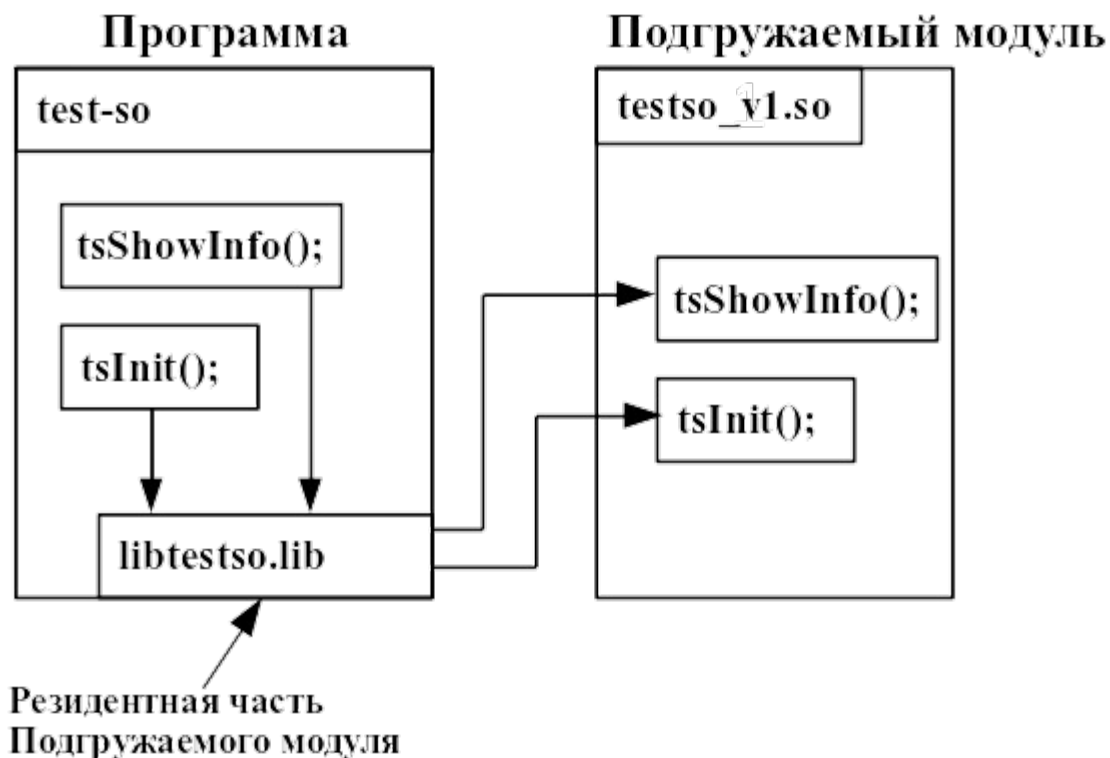 Программа
Подгружаемый модуль
test-so
testso_v1.so
tsShowInfo();
tsInit();
libtestso.lib
tsShowInfo();
tsInit();
Резидентная часть
Подгружаемого модуля